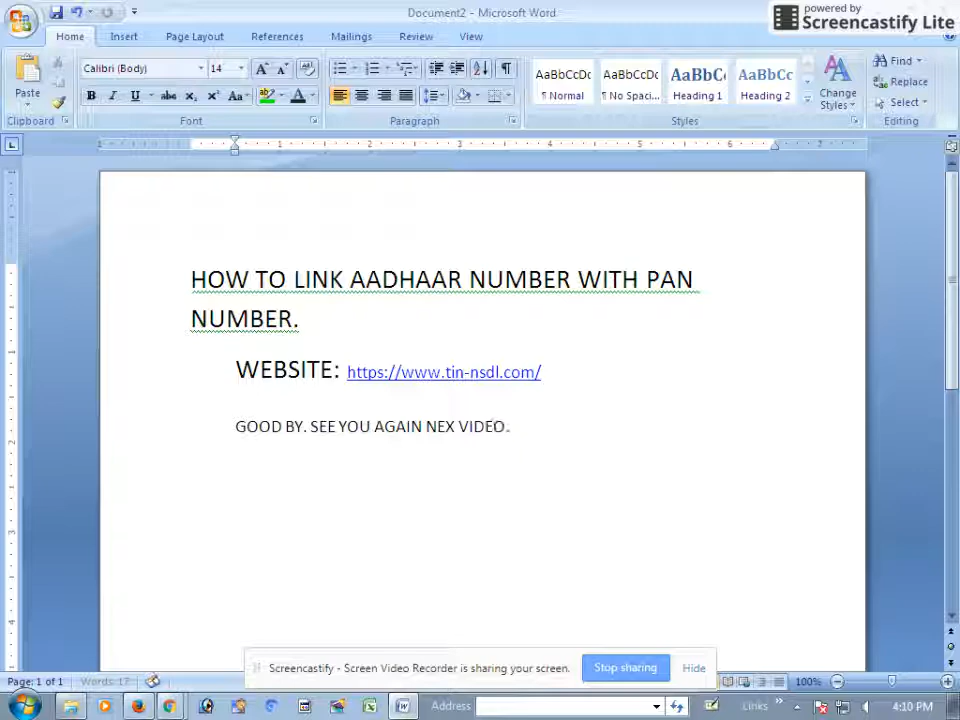 Document2 - Microsoft Word
powered by
Screencastify Lite
Home Insert Page Layout References Mailings Review View
Paste
Calibri (Body) 14
AaBbCcDc AaBbCcDc AaBbC AaBbCc
¶ Normal ¶ No Spaci... Heading 1 Heading 2
Change
Styles
Find
Replace
Select
Clipboard Font Paragraph Styles Editing
HOW TO LINK AADHAAR NUMBER WITH PAN
NUMBER.
WEBSITE: https://www.tin-nsdl.com/
GOOD BY. SEE YOU AGAIN NEX VIDEO.
Screencastify - Screen Video Recorder is sharing your screen. Stop sharing Hide
Page: 1 of 1 Words: 17 100%
Address Links 4:10 PM